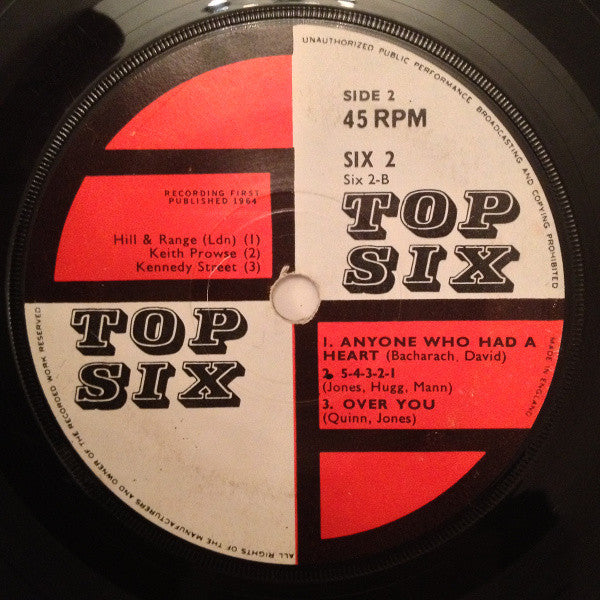 UNAUTHORIZED PUBLIC PERFORMANCE BROADCASTING AND COPYING PROHIBITED
SIDE 2
45 RPM
SIX 2
Six 2-B
TOP
SIX
RECORDING FIRST
PUBLISHED 1964
Hill & Range (Ldn) (1)
Keith Prowse (2)
Kennedy Street (3)
TOP
SIX
1. ANYONE WHO HAD A
HEART (Bacharach, David)
2. 5-4-3-2-1
(Jones, Hugg, Mann)
3. OVER YOU
(Quinn, Jones)
MADE IN ENGLAND
ALL RIGHTS OF THE MANUFACTURERS AND OWNER OF THE RECORDED WORK RESERVED